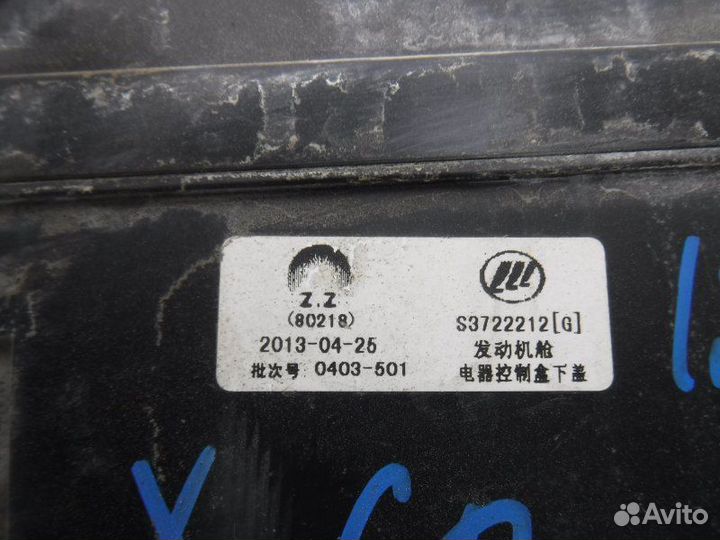 Z.Z
(80218)
2013-04-25
批次号 0403-501
S3722212[G]
发动机舱
电器控制盒下盖
Avito